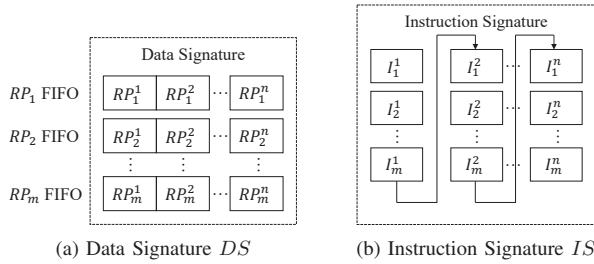 Data Signature
RP₁ FIFO RP₁¹ RP₁² ⋯ RP₁ⁿ
RP₂ FIFO RP₂¹ RP₂² ⋯ RP₂ⁿ
⋮ ⋮ ⋮
RPₘ FIFO RPₘ¹ RPₘ² ⋯ RPₘⁿ
(a) Data Signature DS
Instruction Signature
I₁¹ I₁² ⋯ I₁ⁿ
I₂¹ I₂² I₂ⁿ
⋮ ⋮ ⋮
Iₘ¹ Iₘ² ⋯ Iₘⁿ
(b) Instruction Signature IS